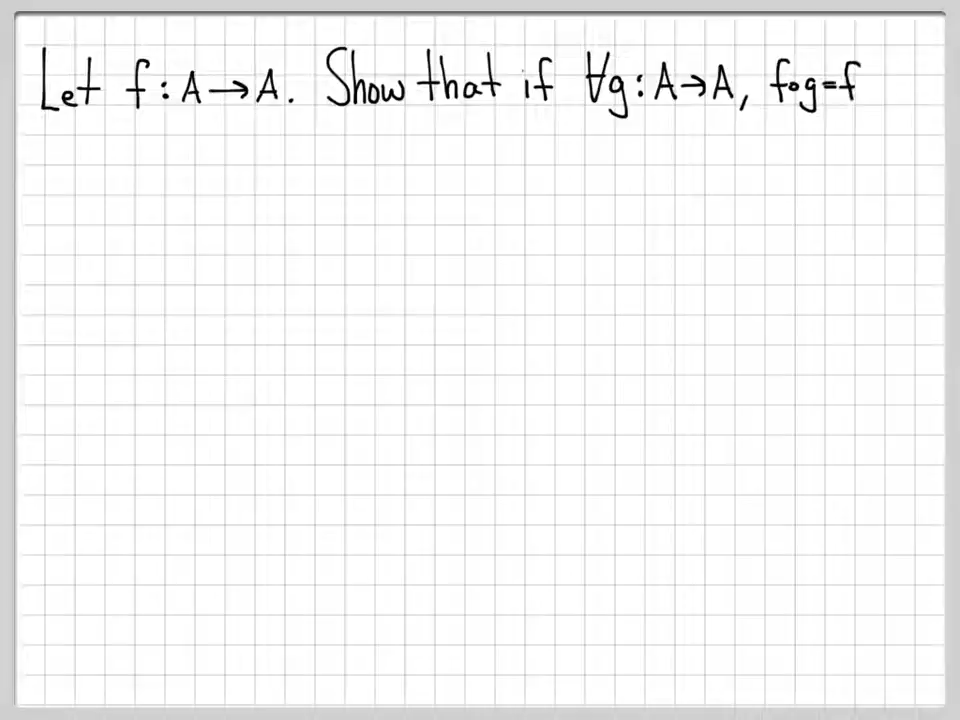 Let f : A → A. Show that if ∀g : A → A, f∘g=f